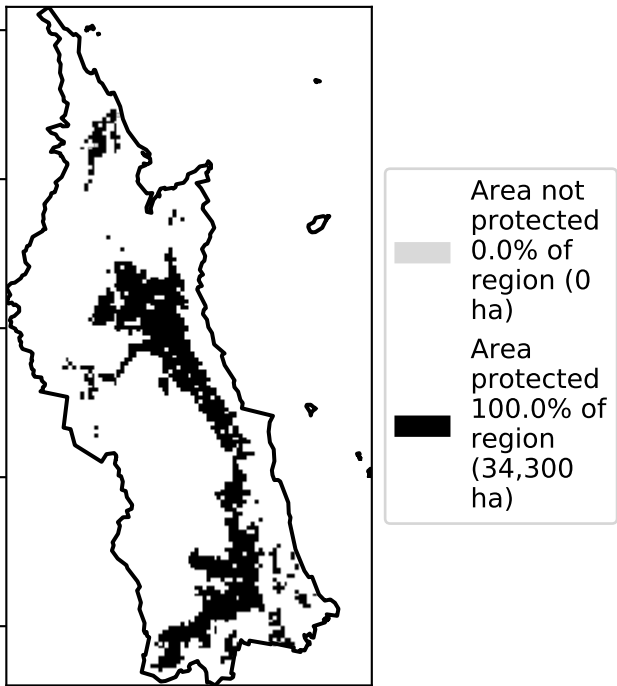 Area not
protected
0.0% of
region (0
ha)
Area
protected
100.0% of
region
(34,300
ha)